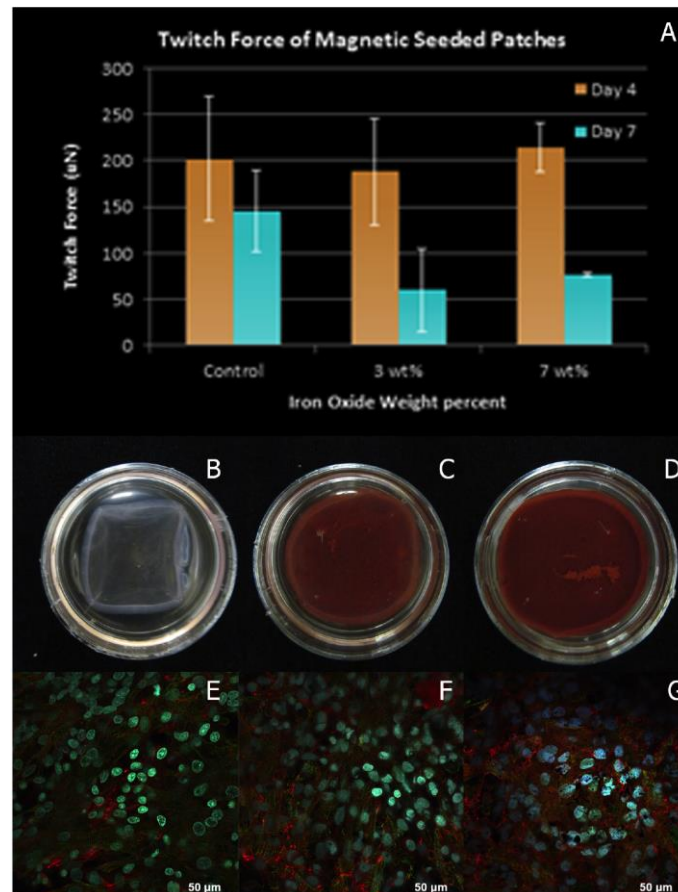 Twitch Force of Magnetic Seeded Patches
A
300
250
200
150
100
50
0
Twitch Force (uN)
Day 4
Day 7
Control
3 wt%
7 wt%
Iron Oxide Weight percent
B
C
D
E
F
G
50 µm
50 µm
50 µm